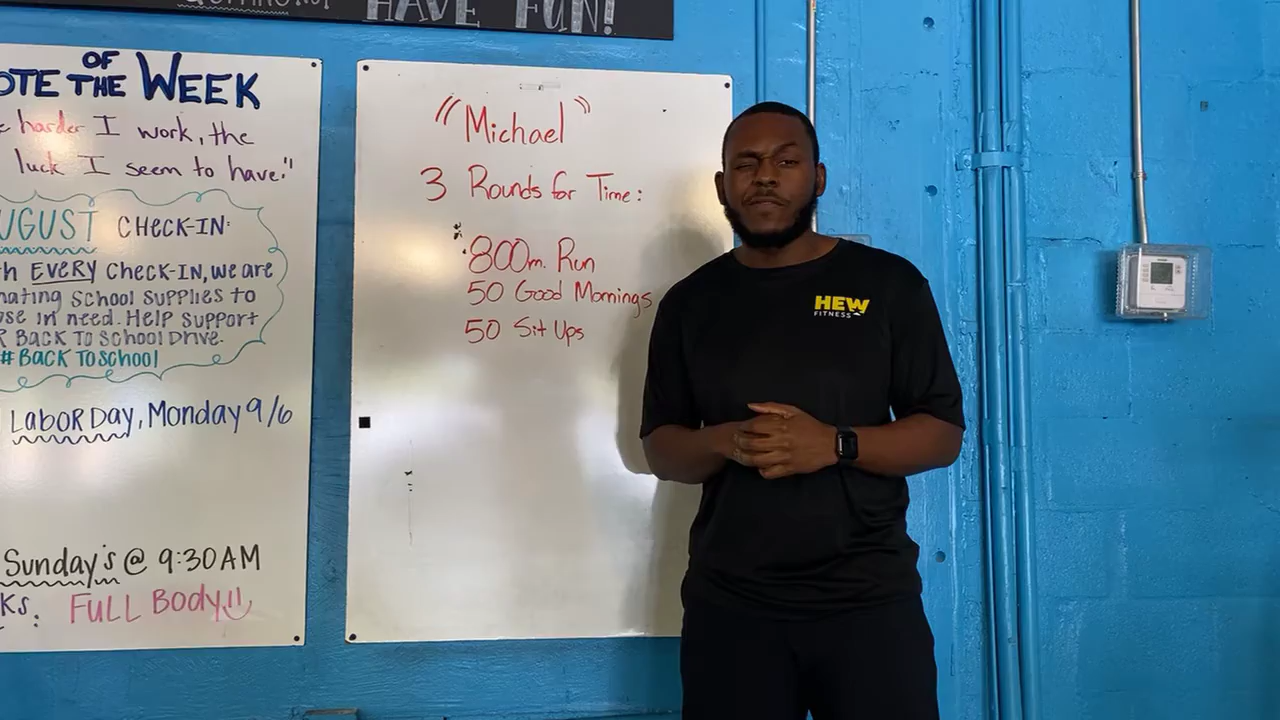 HAVE FUN!
OF
THE WEEK
harder I work, the
luck I seem to have."
CHECK-IN:
EVERY CHECK-IN, we are
SCHOOL SUPPLIES TO
IN need. HELP SUPPORT
BACK TO SCHOOL DRIVE.
#BACK TO SCHOOL
LABOR DAY, Monday 9/6
Sunday's @ 9:30 AM
FULL BODY!!
"Michael"
3 Rounds for Time:
800m. Run
50 Good Mornings
50 Sit Ups
HEW
FITNESS